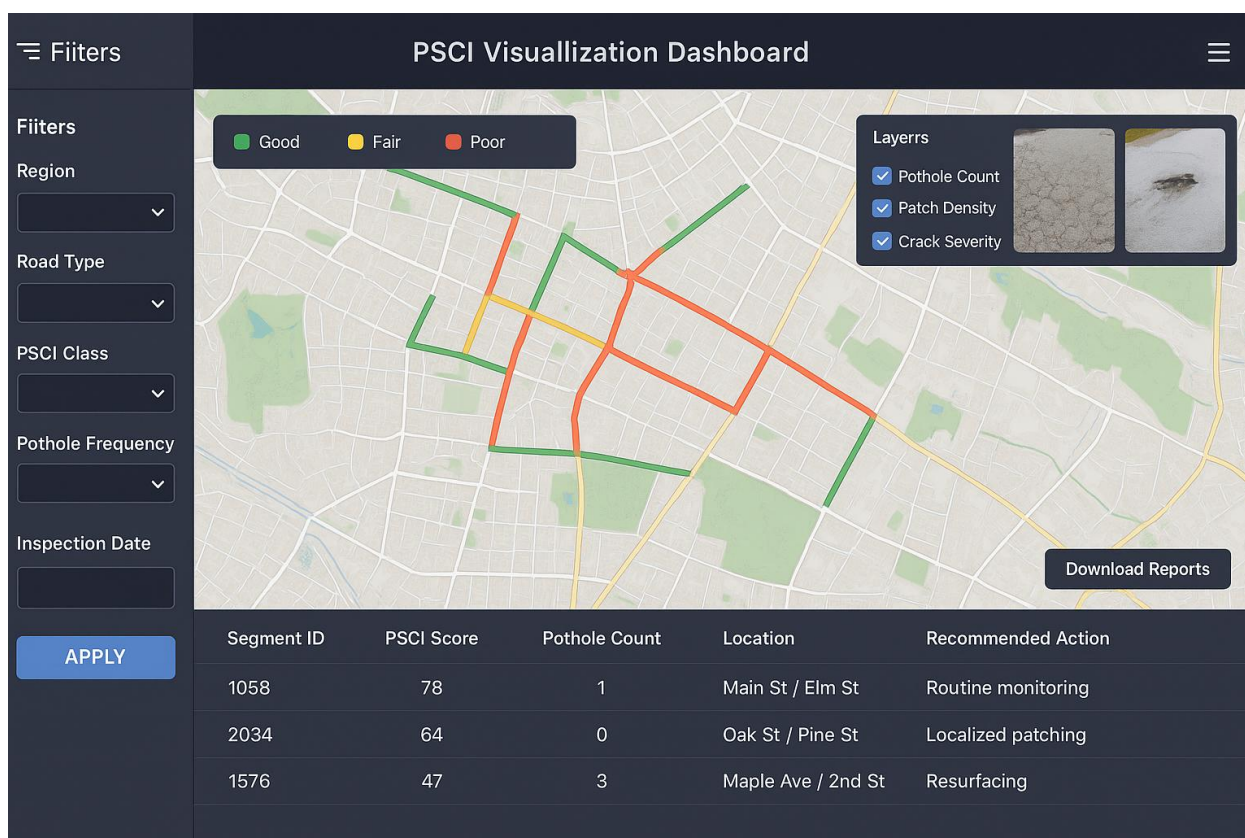 Fiiters
PSCI Visuallization Dashboard
Fiiters
Region
Road Type
PSCI Class
Pothole Frequency
Inspection Date
APPLY
Good Fair Poor
Layerrs
Pothole Count
Patch Density
Crack Severity
Download Reports
Segment ID PSCI Score Pothole Count Location Recommended Action
1058 78 1 Main St / Elm St Routine monitoring
2034 64 0 Oak St / Pine St Localized patching
1576 47 3 Maple Ave / 2nd St Resurfacing